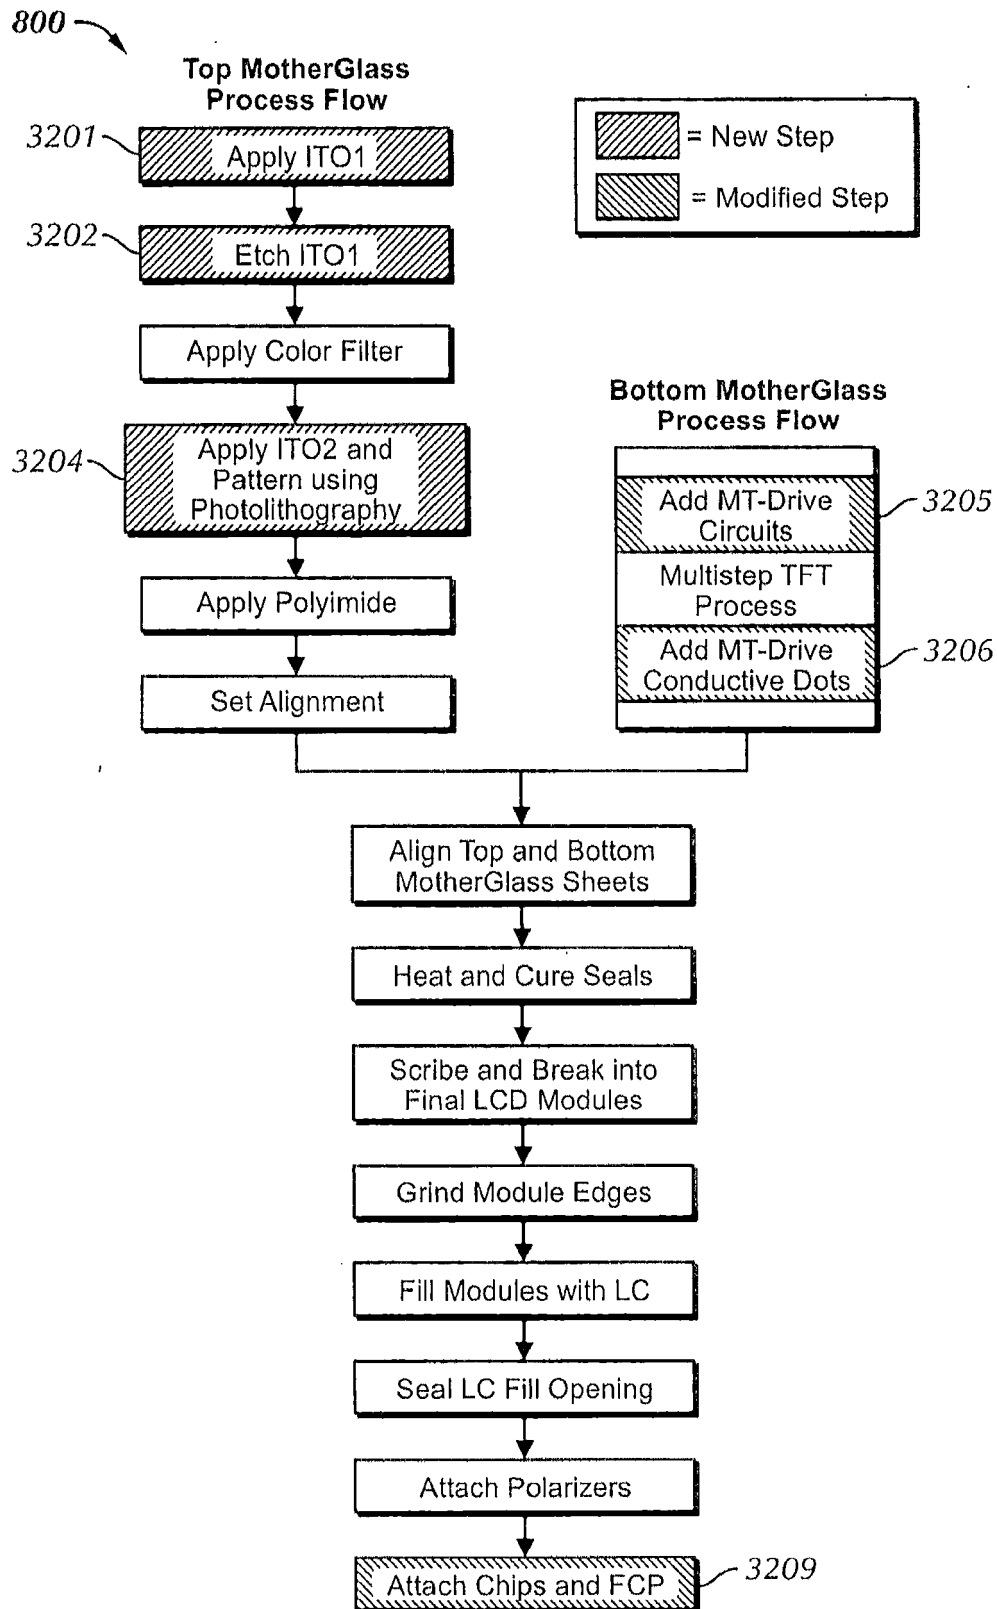 800
Top MotherGlass
Process Flow
3201
Apply ITO1
= New Step
= Modified Step
3202
Etch ITO1
Apply Color Filter
3204
Apply ITO2 and
Pattern using
Photolithography
Apply Polyimide
Set Alignment
Bottom MotherGlass
Process Flow
Add MT-Drive
Circuits
3205
Multistep TFT
Process
Add MT-Drive
Conductive Dots
3206
Align Top and Bottom
MotherGlass Sheets
Heat and Cure Seals
Scribe and Break into
Final LCD Modules
Grind Module Edges
Fill Modules with LC
Seal LC Fill Opening
Attach Polarizers
Attach Chips and FCP
3209